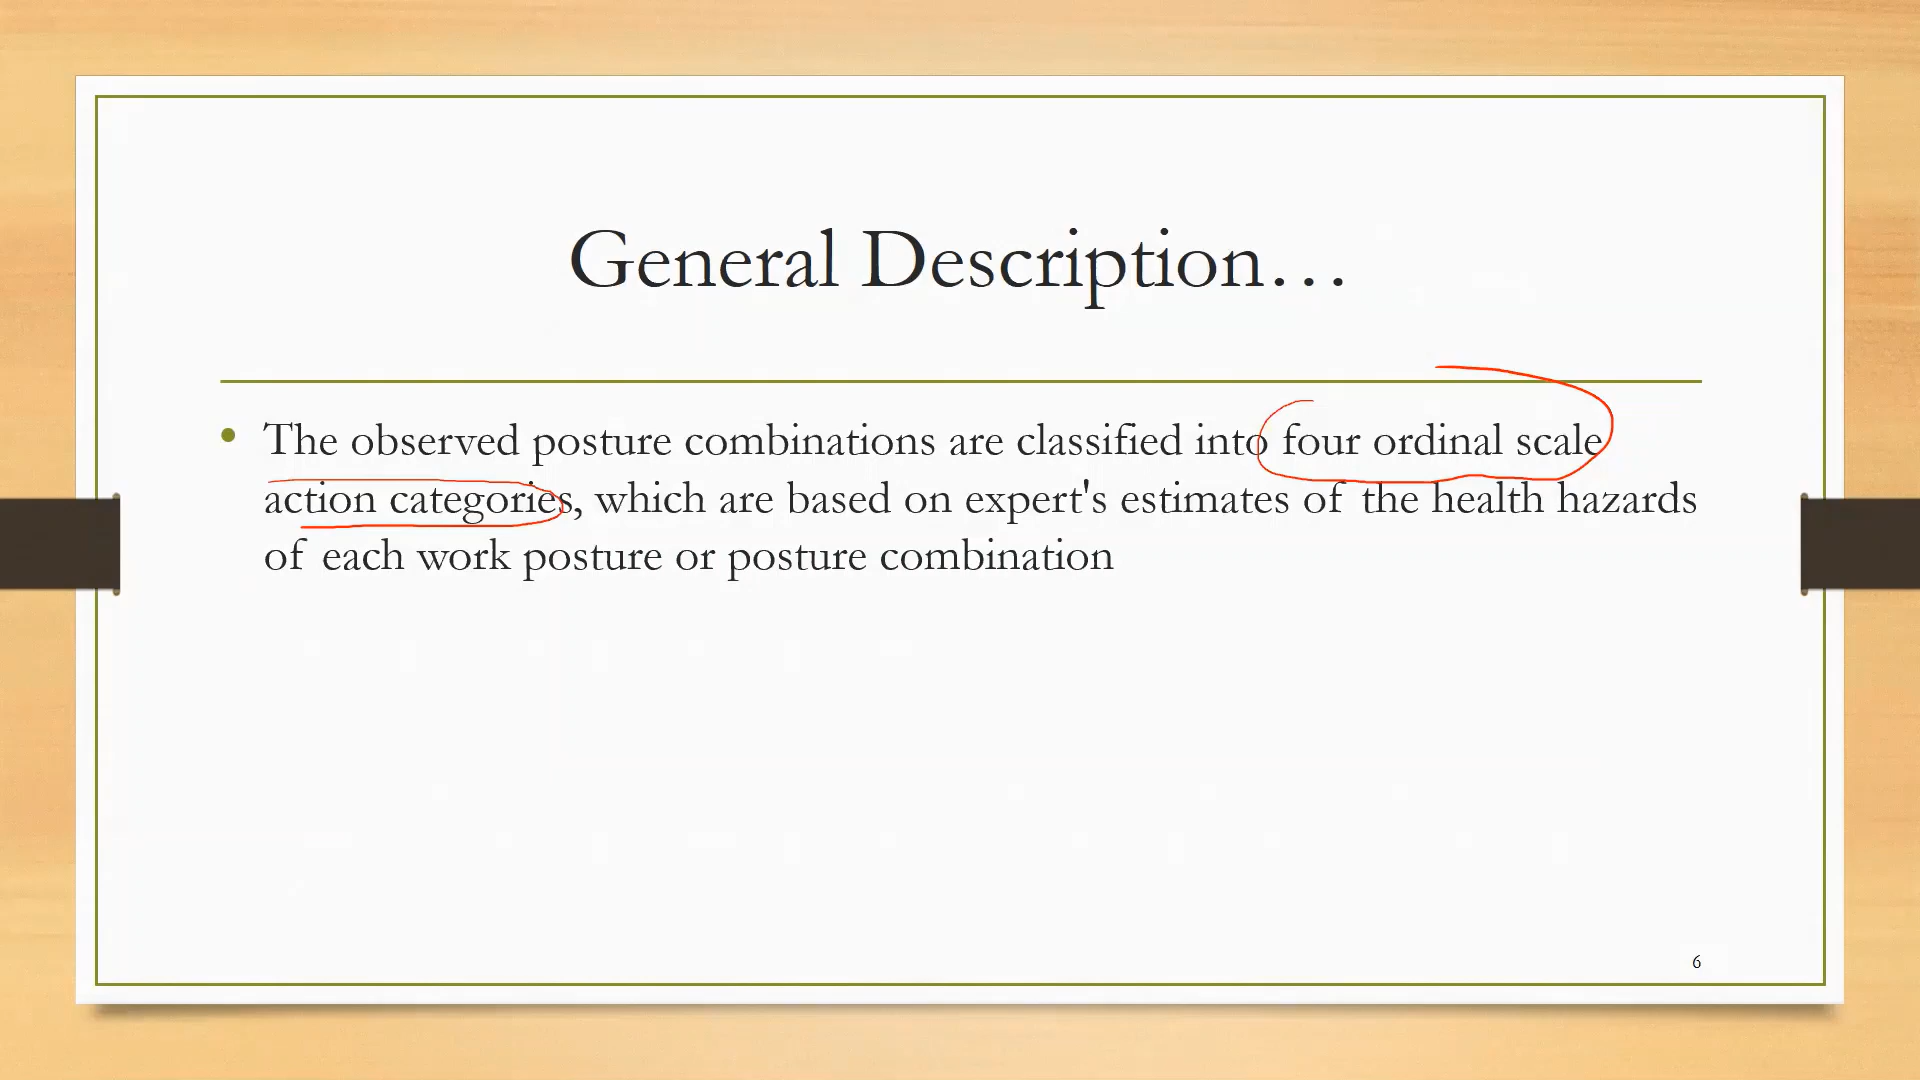 General Description…
• The observed posture combinations are classified into four ordinal scale
action categories, which are based on expert's estimates of the health hazards
of each work posture or posture combination
6